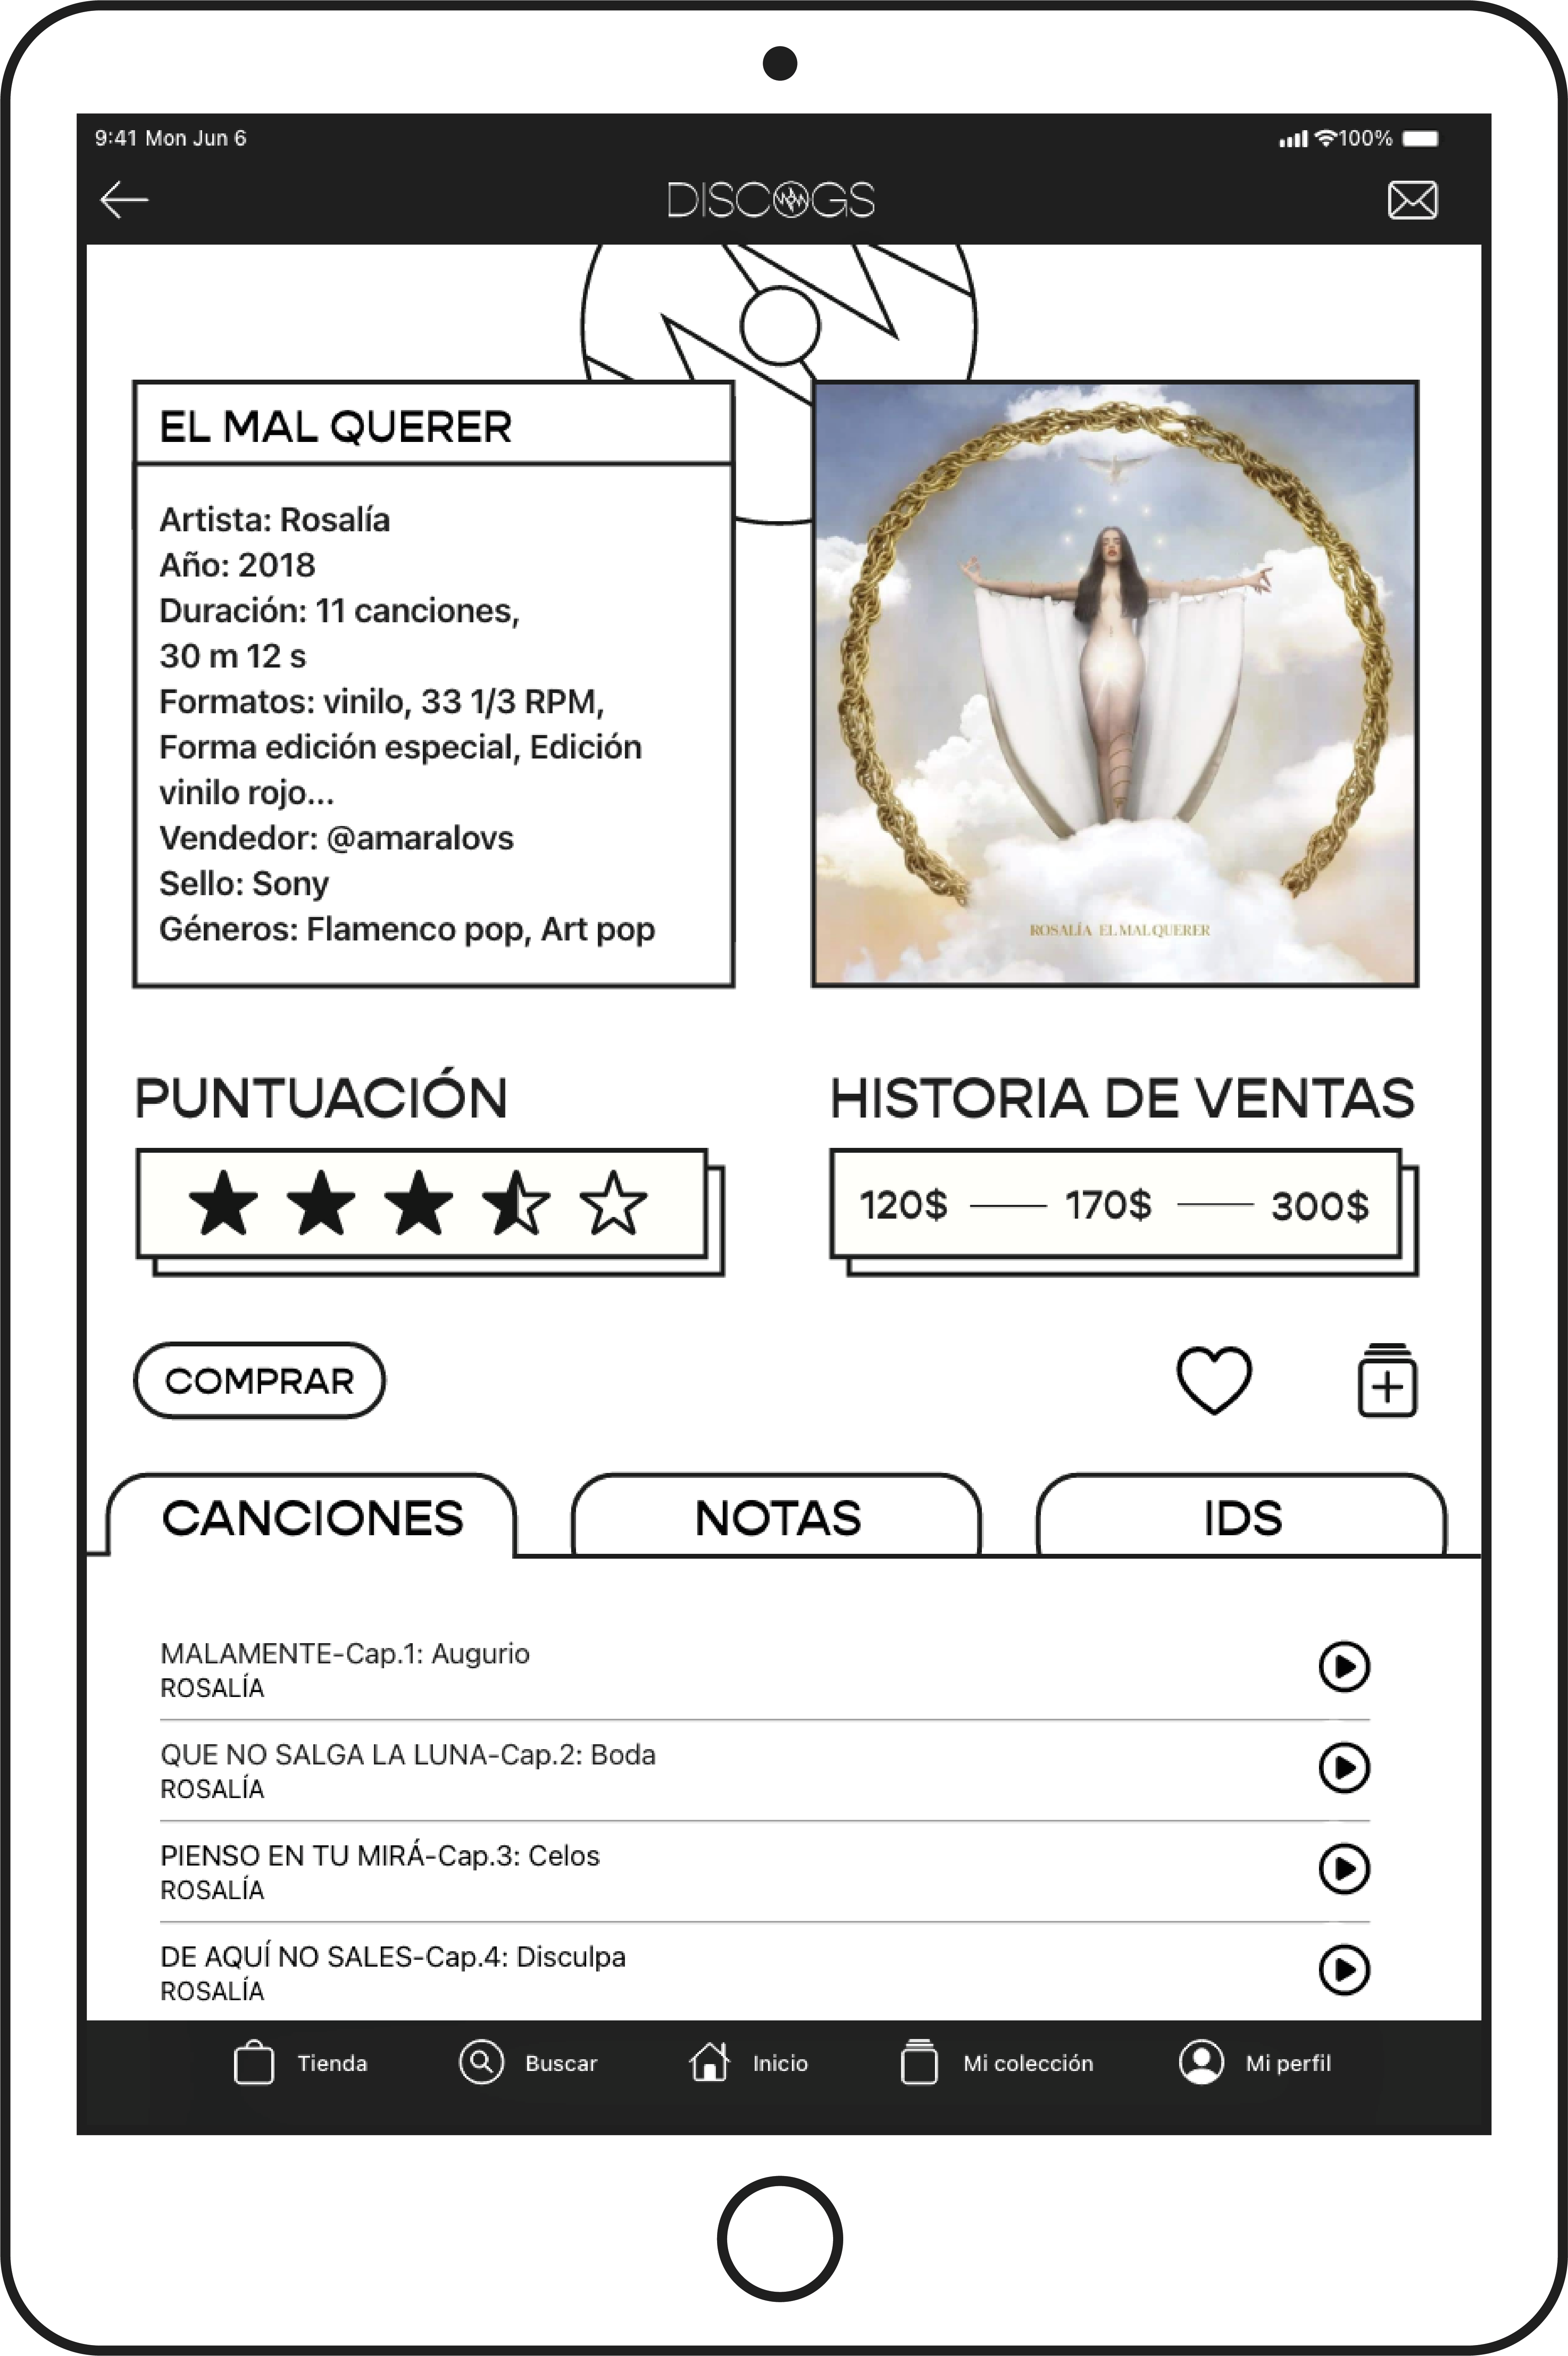 9:41 Mon Jun 6
100%
DISCOGS
EL MAL QUERER
Artista: Rosalía
Año: 2018
Duración: 11 canciones,
30 m 12 s
Formatos: vinilo, 33 1/3 RPM,
Forma edición especial, Edición
vinilo rojo...
Vendedor: @amaralovs
Sello: Sony
Géneros: Flamenco pop, Art pop
ROSALÍA EL MAL QUERER
PUNTUACIÓN
HISTORIA DE VENTAS
120$ 170$ 300$
COMPRAR
CANCIONES
NOTAS
IDS
MALAMENTE-Cap.1: Augurio
ROSALÍA
QUE NO SALGA LA LUNA-Cap.2: Boda
ROSALÍA
PIENSO EN TU MIRÁ-Cap.3: Celos
ROSALÍA
DE AQUÍ NO SALES-Cap.4: Disculpa
ROSALÍA
Tienda
Buscar
Inicio
Mi colección
Mi perfil